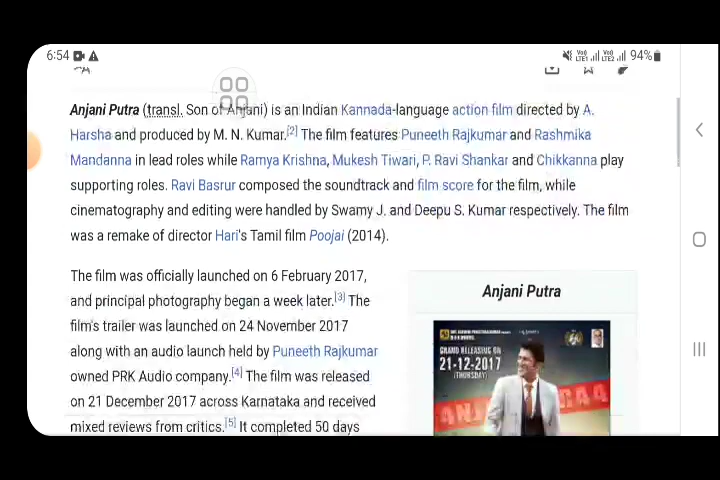 6:54
Voº LTE1 Voº LTE2 94%
Anjani Putra (transl. Son of Anjani) is an Indian Kannada-language action film directed by A.
Harsha and produced by M. N. Kumar.[2] The film features Puneeth Rajkumar and Rashmika
Mandanna in lead roles while Ramya Krishna, Mukesh Tiwari, P. Ravi Shankar and Chikkanna play
supporting roles. Ravi Basrur composed the soundtrack and film score for the film, while
cinematography and editing were handled by Swamy J. and Deepu S. Kumar respectively. The film
was a remake of director Hari's Tamil film Poojai (2014).
The film was officially launched on 6 February 2017,
and principal photography began a week later.[3] The
film's trailer was launched on 24 November 2017
along with an audio launch held by Puneeth Rajkumar
owned PRK Audio company.[4] The film was released
on 21 December 2017 across Karnataka and received
mixed reviews from critics.[5] It completed 50 days
Anjani Putra
GRAND RELEASING ON
21-12-2017
(THURSDAY)